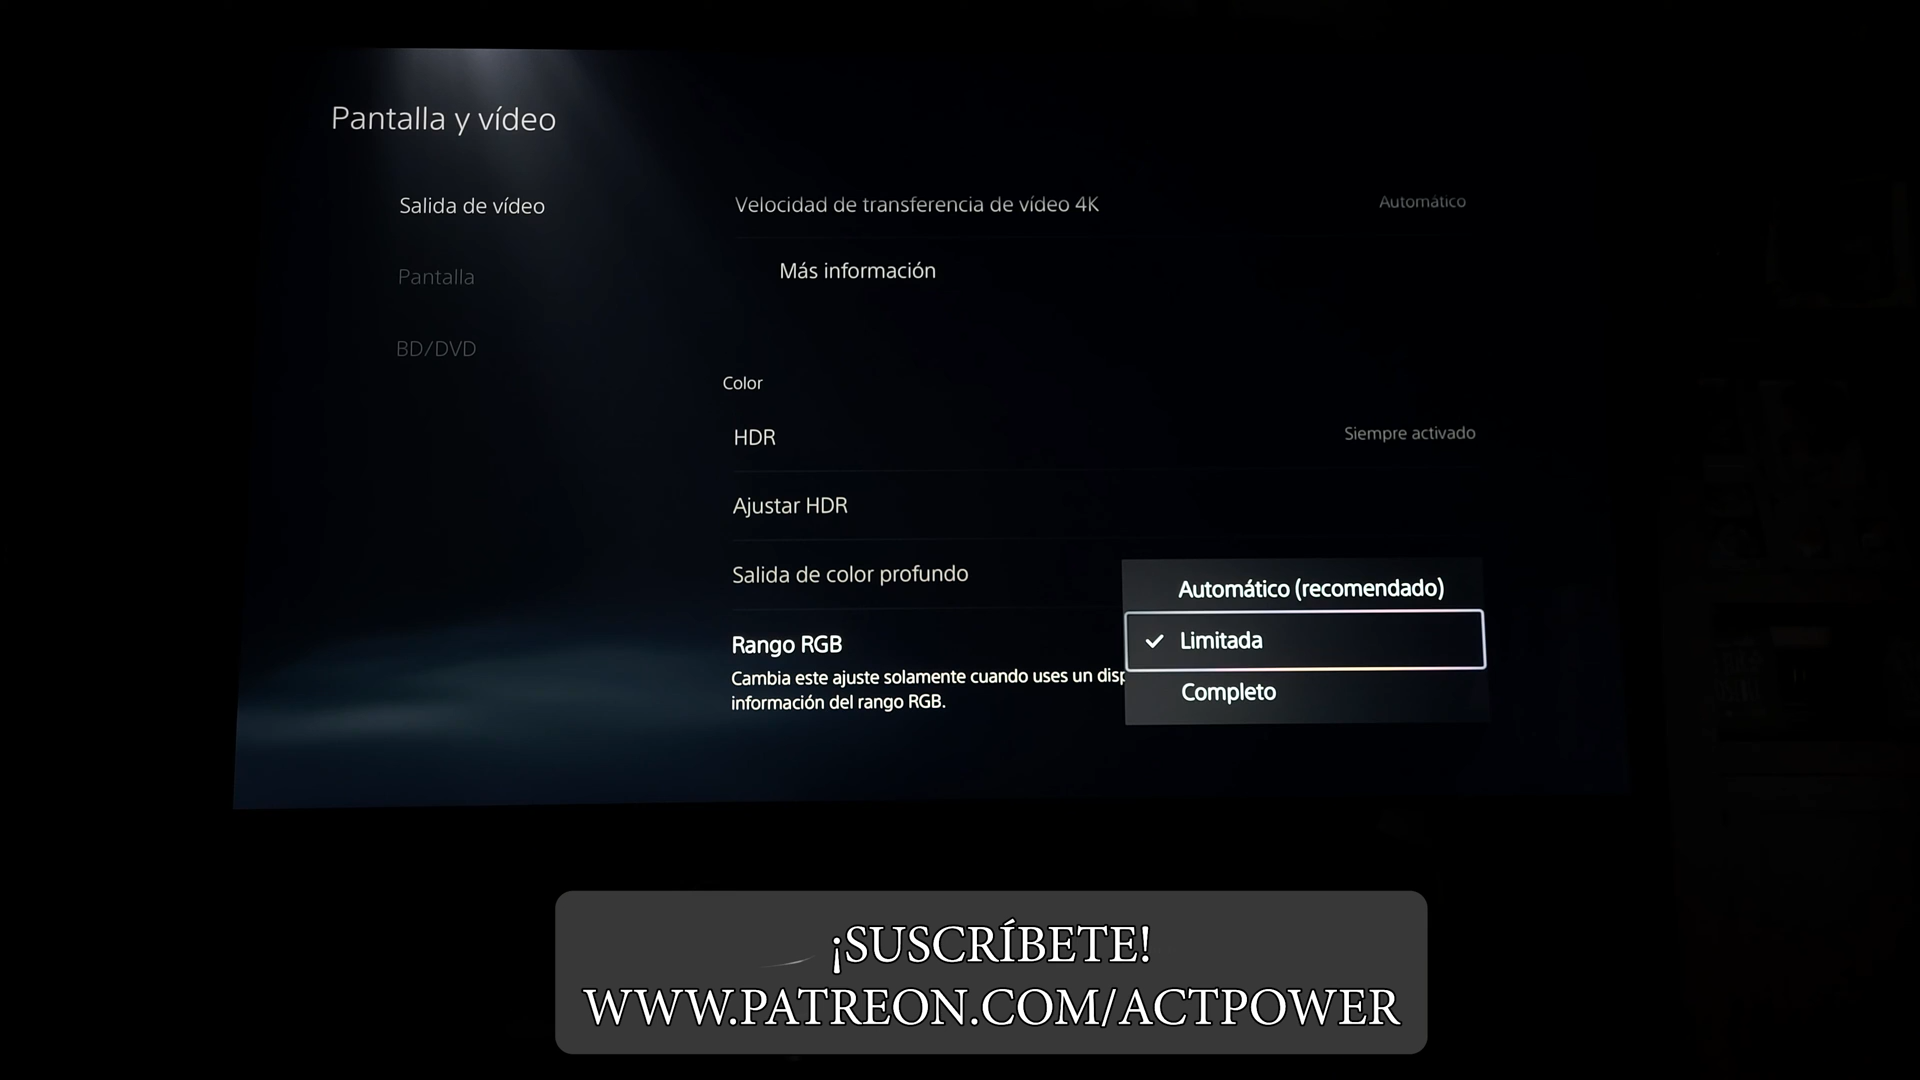 Pantalla y vídeo
Salida de vídeo
Pantalla
BD/DVD
Velocidad de transferencia de vídeo 4K
Automático
Más información
Color
HDR
Siempre activado
Ajustar HDR
Salida de color profundo
Rango RGB
Cambia este ajuste solamente cuando uses un disp
información del rango RGB.
Automático (recomendado)
Limitada
Completo
¡SUSCRÍBETE!
WWW.PATREON.COM/ACTPOWER